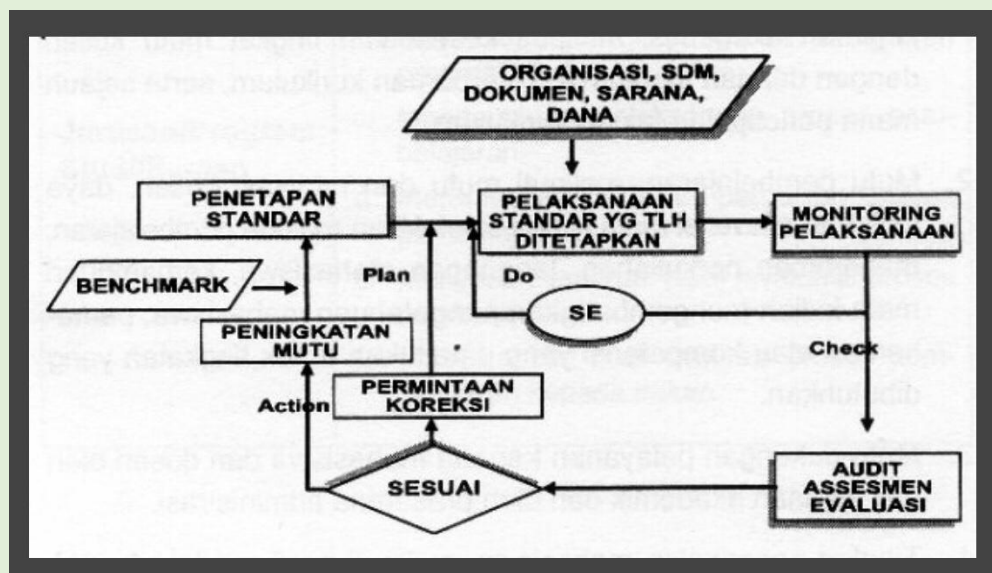 ORGANISASI, SDM,
DOKUMEN, SARANA,
DANA
PENETAPAN
STANDAR
PELAKSANAAN
STANDAR YG TLH
DITETAPKAN
MONITORING
PELAKSANAAN
Plan
Do
BENCHMARK
SE
PENINGKATAN
MUTU
Check
PERMINTAAN
KOREKSI
Action
SESUAI
AUDIT
ASSESMEN
EVALUASI